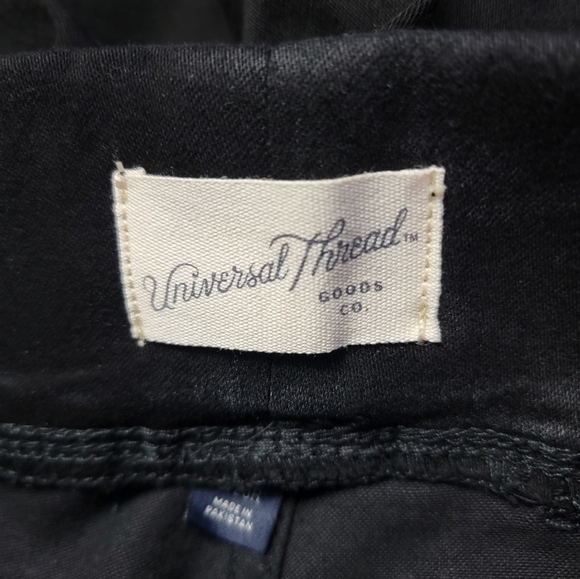 Universal Thread™
GOODS
CO.
MADE IN
PAKISTAN